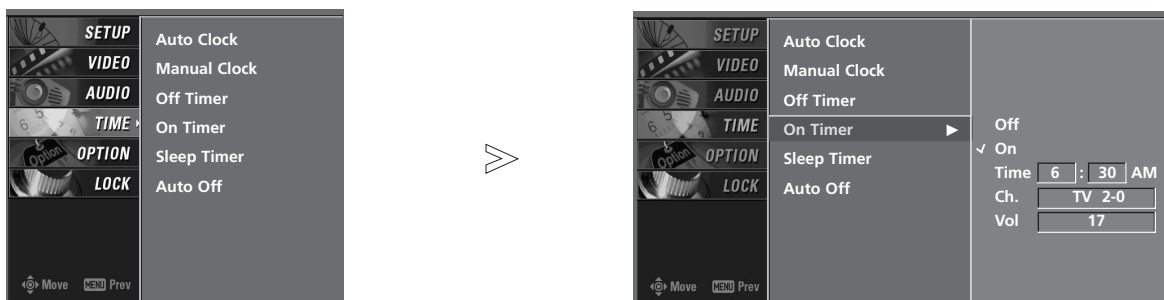 SETUP
VIDEO
AUDIO
TIME
OPTION
LOCK
Auto Clock
Manual Clock
Off Timer
On Timer
Sleep Timer
Auto Off
Move MENU Prev
SETUP
VIDEO
AUDIO
TIME
OPTION
LOCK
Auto Clock
Manual Clock
Off Timer
On Timer ▶
Sleep Timer
Auto Off
Off
✓ On
Time 6 : 30 AM
Ch. TV 2-0
Vol 17
Move MENU Prev